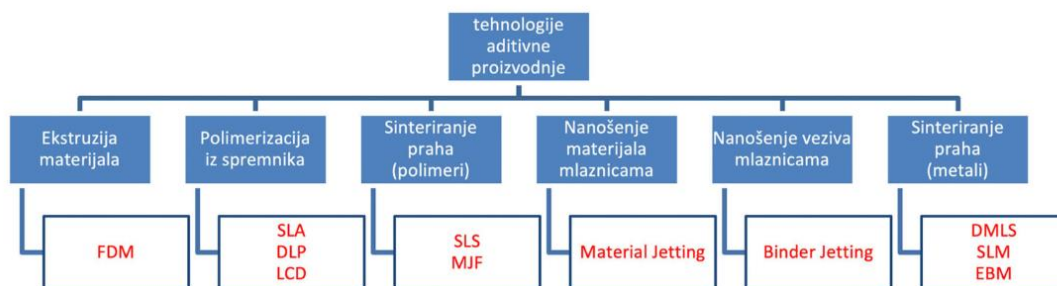 tehnologije
aditivne
proizvodnje
Ekstruzija
materijala
Polimerizacija
iz spremnika
Sinteriranje
praha
(polimeri)
Nanošenje
materijala
mlaznicama
Nanošenje veziva
mlaznicama
Sinteriranje
praha
(metali)
FDM
SLA
DLP
LCD
SLS
MJF
Material Jetting
Binder Jetting
DMLS
SLM
EBM